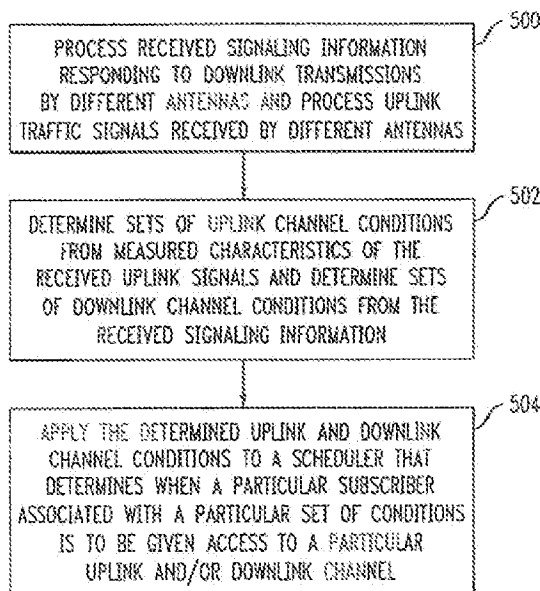 500
PROCESS RECEIVED SIGNALING INFORMATION
RESPONDING TO DOWNLINK TRANSMISSIONS
BY DIFFERENT ANTENNAS AND PROCESS UPLINK
TRAFFIC SIGNALS RECEIVED BY DIFFERENT ANTENNAS
502
DETERMINE SETS OF UPLINK CHANNEL CONDITIONS
FROM MEASURED CHARACTERISTICS OF THE
RECEIVED UPLINK SIGNALS AND DETERMINE SETS
OF DOWNLINK CHANNEL CONDITIONS FROM THE
RECEIVED SIGNALING INFORMATION
504
APPLY THE DETERMINED UPLINK AND DOWNLINK
CHANNEL CONDITIONS TO A SCHEDULER THAT
DETERMINES WHEN A PARTICULAR SUBSCRIBER
ASSOCIATED WITH A PARTICULAR SET OF CONDITIONS
IS TO BE GIVEN ACCESS TO A PARTICULAR
UPLINK AND/OR DOWNLINK CHANNEL